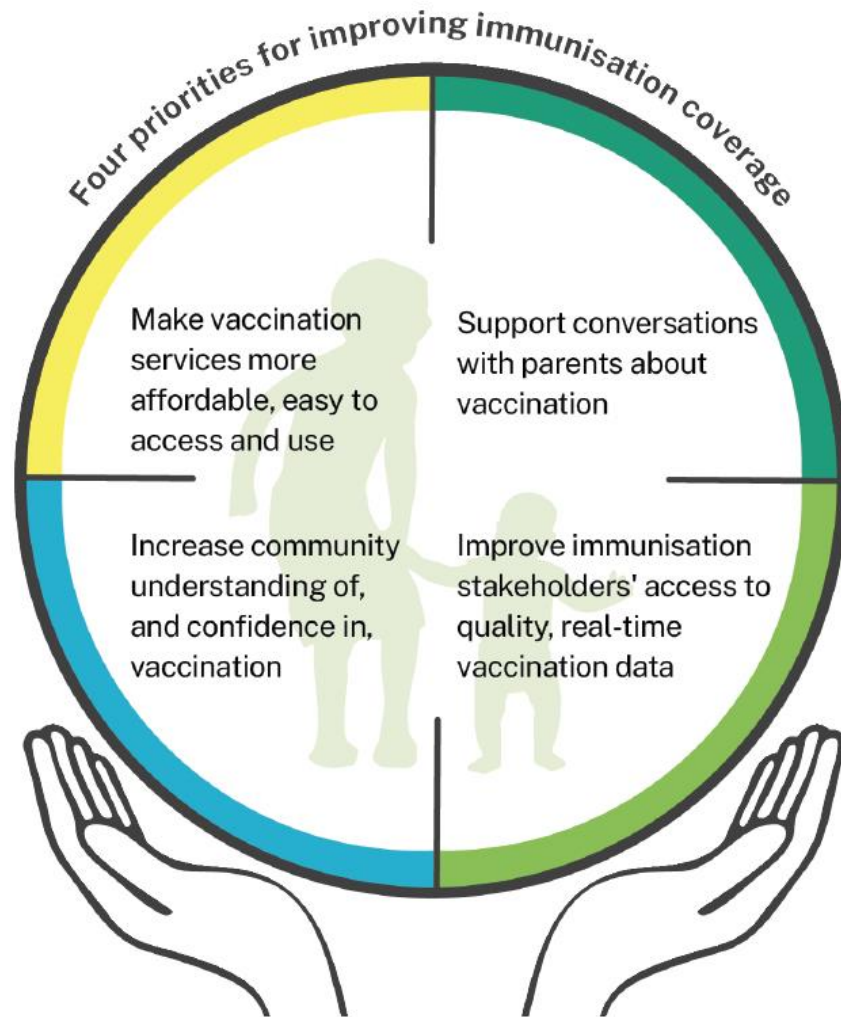 Four priorities for improving immunisation coverage
Make vaccination
services more
affordable, easy to
access and use
Support conversations
with parents about
vaccination
Increase community
understanding of,
and confidence in,
vaccination
Improve immunisation
stakeholders' access to
quality, real-time
vaccination data